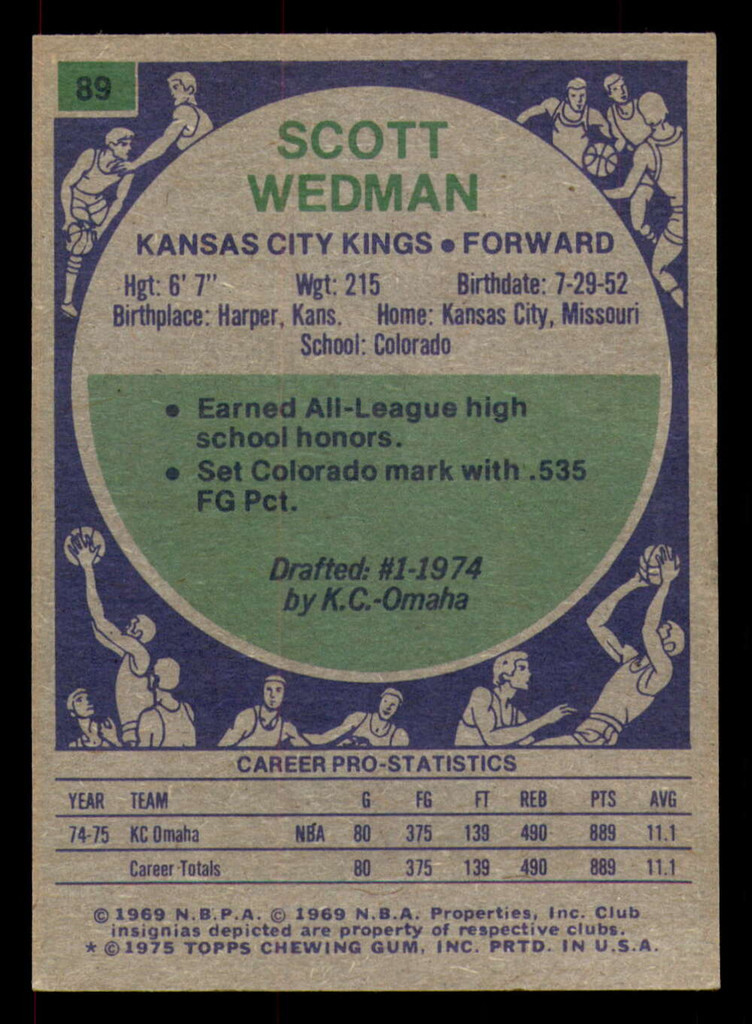 89
SCOTT
WEDMAN
KANSAS CITY KINGS • FORWARD
Hgt: 6' 7" Wgt: 215 Birthdate: 7-29-52
Birthplace: Harper, Kans. Home: Kansas City, Missouri
School: Colorado
• Earned All-League high
school honors.
• Set Colorado mark with .535
FG Pct.
Drafted: #1-1974
by K.C.-Omaha
CAREER PRO-STATISTICS
YEAR TEAM G FG FT REB PTS AVG
74-75 KC Omaha NBA 80 375 139 490 889 11.1
Career Totals 80 375 139 490 889 11.1
© 1969 N.B.P.A. © 1969 N.B.A. Properties, Inc. Club
insignias depicted are property of respective clubs.
* © 1975 TOPPS CHEWING GUM, INC. PRTD. IN U.S.A.